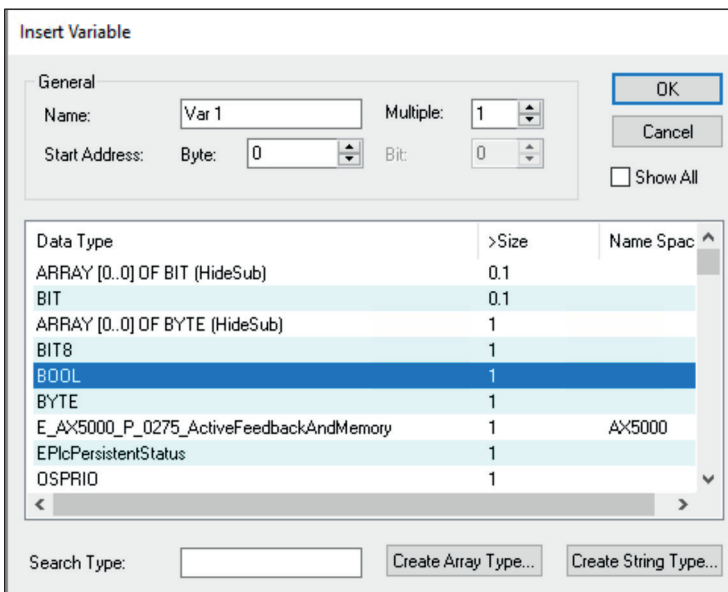 Insert Variable
General
Name: Var 1 Multiple: 1
OK
Start Address: Byte: 0 Bit: 0
Cancel
Show All
Data Type >Size Name Spac
ARRAY [0..0] OF BIT (HideSub) 0.1
BIT 0.1
ARRAY [0..0] OF BYTE (HideSub) 1
BIT8 1
BOOL 1
BYTE 1
E_AX5000_P_0275_ActiveFeedbackAndMemory 1 AX5000
EPlcPersistentStatus 1
OSPRIO 1
Search Type: Create Array Type... Create String Type...